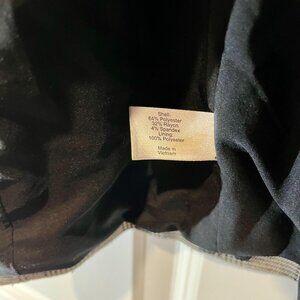 Shell:
64% Polyester
32% Rayon
4% Spandex
Lining:
100% Polyester
Made in
Vietnam